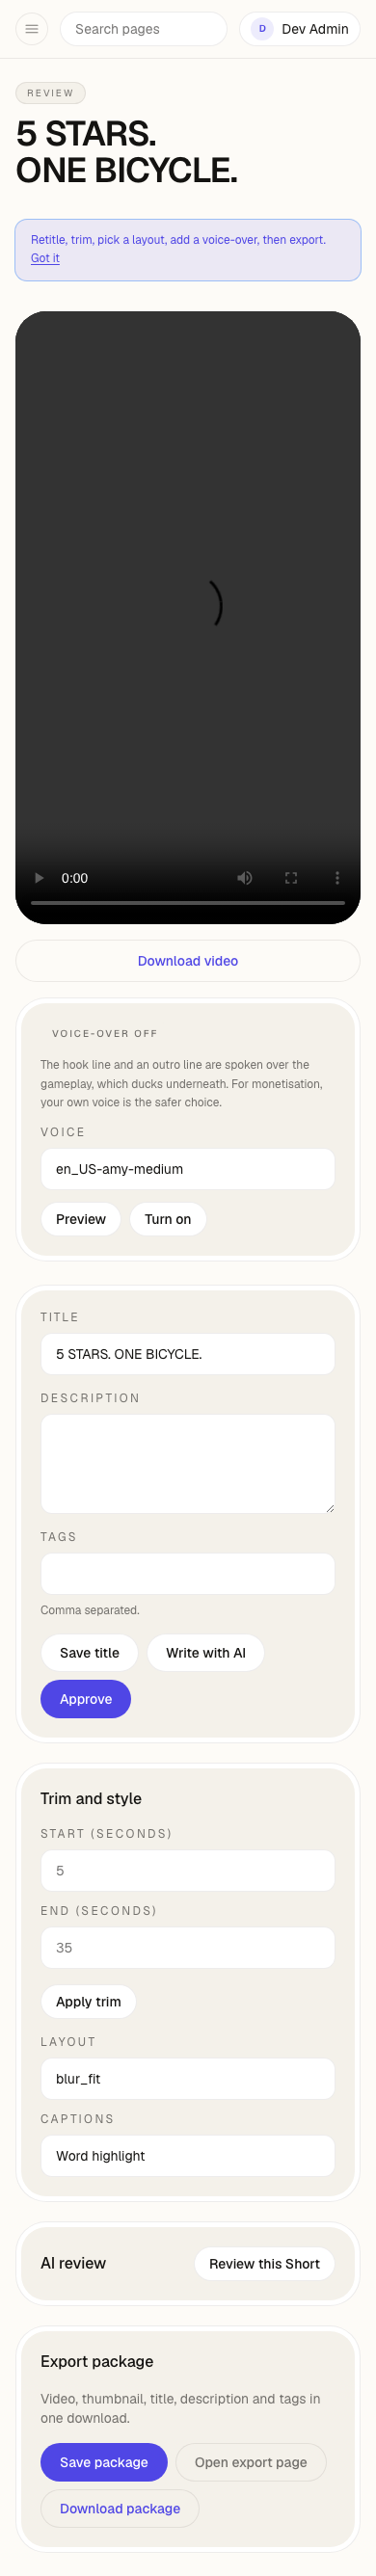 Search pages
D
Dev Admin
REVIEW
5 STARS.
ONE BICYCLE.
Retitle, trim, pick a layout, add a voice-over, then export.
Got it
0:00
Download video
VOICE-OVER OFF
The hook line and an outro line are spoken over the
gameplay, which ducks underneath. For monetisation,
your own voice is the safer choice.
VOICE
en_US-amy-medium
Preview
Turn on
TITLE
5 STARS. ONE BICYCLE.
DESCRIPTION
TAGS
Comma separated.
Save title
Write with AI
Approve
Trim and style
START (SECONDS)
5
END (SECONDS)
35
Apply trim
LAYOUT
blur_fit
CAPTIONS
Word highlight
AI review
Review this Short
Export package
Video, thumbnail, title, description and tags in
one download.
Save package
Open export page
Download package